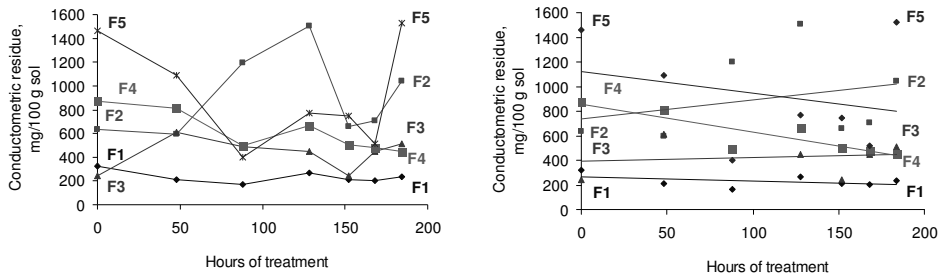 Conductometric residue,
mg/100 g sol
1600
1400
1200
1000
800
600
400
200
0
F5
F4
F2
F1
F3
F5
F2
F3
F4
F1
0
50
100
150
200
Hours of treatment
Conductometric residue,
mg/100 g sol
1600
1400
1200
1000
800
600
400
200
0
F5
F4
F2
F3
F1
F5
F2
F3
F4
F1
0
50
100
150
200
Hours of treatment